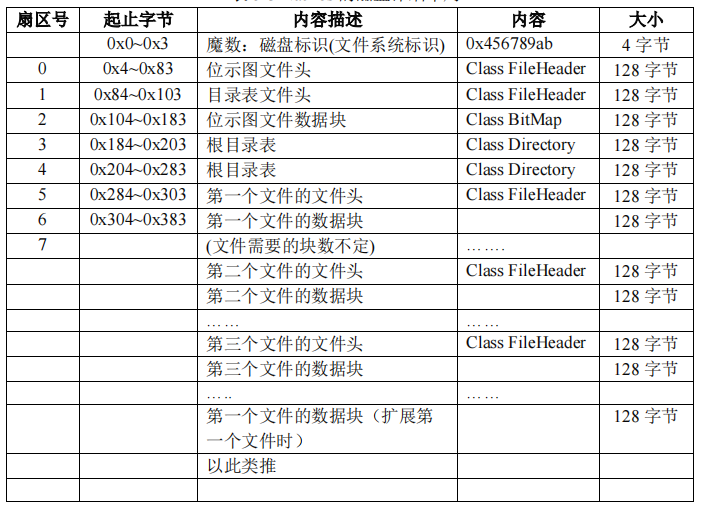 扇区号 起止字节 内容描述 内容 大小
0x0~0x3 魔数：磁盘标识(文件系统标识) 0x456789ab 4 字节
0 0x4~0x83 位示图文件头 Class FileHeader 128 字节
1 0x84~0x103 目录表文件头 Class FileHeader 128 字节
2 0x104~0x183 位示图文件数据块 Class BitMap 128 字节
3 0x184~0x203 根目录表 Class Directory 128 字节
4 0x204~0x283 根目录表 Class Directory 128 字节
5 0x284~0x303 第一个文件的文件头 Class FileHeader 128 字节
6 0x304~0x383 第一个文件的数据块 128 字节
7 (文件需要的块数不定) …….
第二个文件的文件头 Class FileHeader 128 字节
第二个文件的数据块 128 字节
…… ……
第三个文件的文件头 Class FileHeader 128 字节
第三个文件的数据块 128 字节
….. ……
第一个文件的数据块（扩展第 128 字节
一个文件时）
以此类推